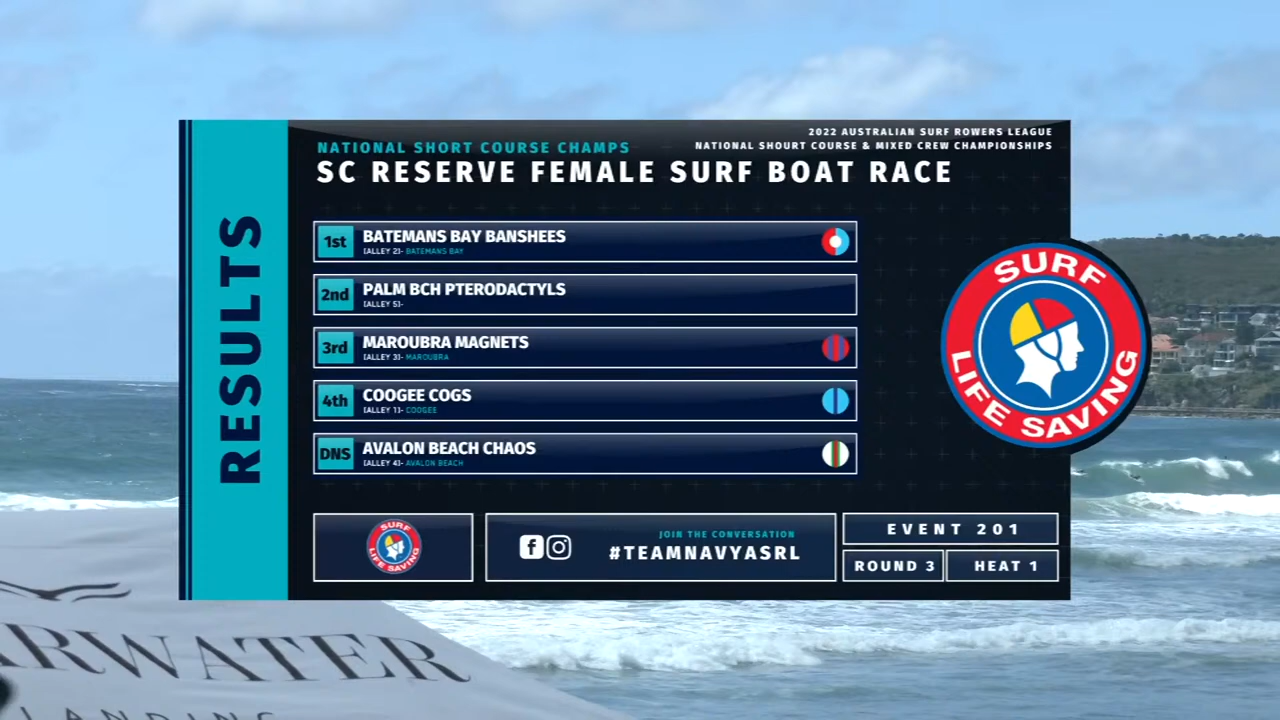 2022 AUSTRALIAN SURF ROWERS LEAGUE
NATIONAL SHORT COURSE CHAMPS
NATIONAL SHOURT COURSE & MIXED CREW CHAMPIONSHIPS
SC RESERVE FEMALE SURF BOAT RACE
RESULTS
1st BATEMANS BAY BANSHEES
[ALLEY 2]- BATEMANS BAY
2nd PALM BCH PTERODACTYLS
[ALLEY 5]-
3rd MAROUBRA MAGNETS
[ALLEY 3]- MAROUBRA
4th COOGEE COGS
[ALLEY 1]- COOGEE
DNS AVALON BEACH CHAOS
[ALLEY 4]- AVALON BEACH
SURF
LIFE SAVING
SURF
LIFE SAVING
JOIN THE CONVERSATION
#TEAMNAVYASRL
EVENT 201
ROUND 3 HEAT 1
RWATER
LANDING